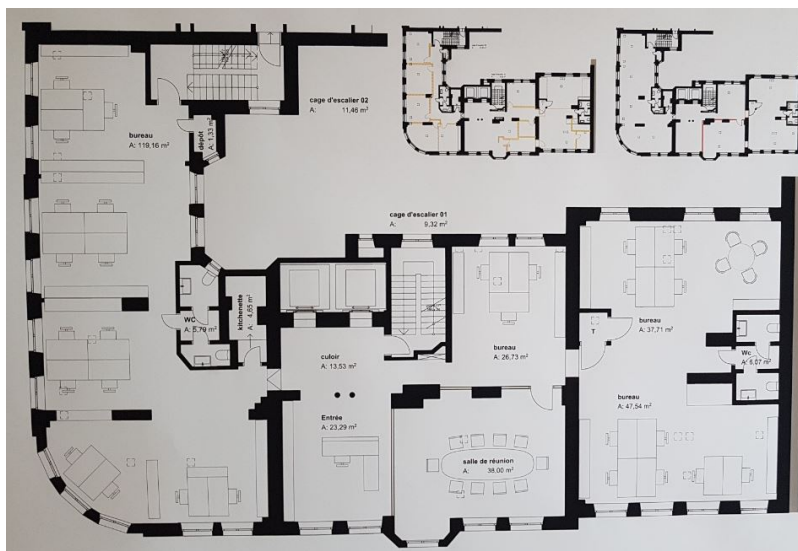 cage d'escalier 02
A: 11,46 m²
bureau
A: 119,16 m²
dépôt
A: 1,33 m²
cage d'escalier 01
A: 9,32 m²
WC
A: 5,79 m²
kitchenette
A: 4,65 m²
culoir
A: 13,53 m²
bureau
A: 26,73 m²
T
bureau
A: 37,71 m²
Wc
A: 6,07 m²
bureau
A: 47,54 m²
Entrée
A: 23,29 m²
salle de réunion
A: 38,00 m²